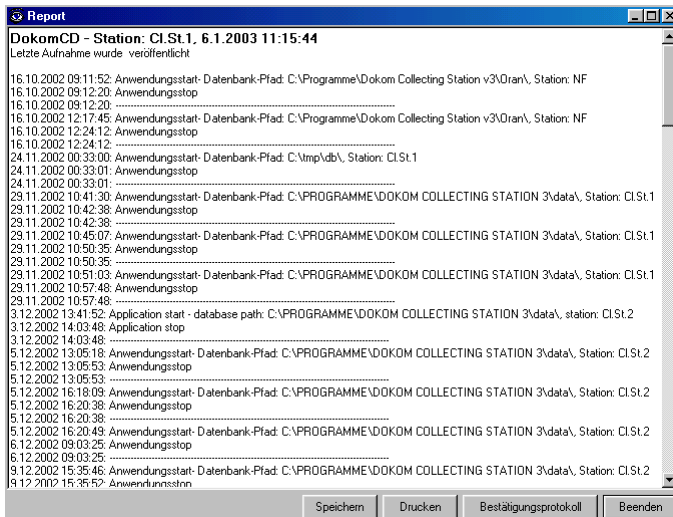 Report
DokomCD - Station: Cl.St.1, 6.1.2003 11:15:44
Letzte Aufnahme wurde veröffentlicht
16.10.2002 09:11:52: Anwendungsstart- Datenbank-Pfad: C:\Programme\Dokom Collecting Station v3\Oran\, Station: NF
16.10.2002 09:12:20: Anwendungsstop
16.10.2002 09:12:20: ----------------------------------------------------------------------------------------------
16.10.2002 12:17:45: Anwendungsstart- Datenbank-Pfad: C:\Programme\Dokom Collecting Station v3\Oran\, Station: NF
16.10.2002 12:24:12: Anwendungsstop
16.10.2002 12:24:12: ----------------------------------------------------------------------------------------------
24.11.2002 00:33:00: Anwendungsstart- Datenbank-Pfad: C:\tmp\db\, Station: Cl.St.1
24.11.2002 00:33:01: Anwendungsstop
24.11.2002 00:33:01: ----------------------------------------------------------------------------------------------
29.11.2002 10:41:30: Anwendungsstart- Datenbank-Pfad: C:\PROGRAMME\DOKOM COLLECTING STATION 3\data\, Station: Cl.St.1
29.11.2002 10:42:38: Anwendungsstop
29.11.2002 10:42:38: ----------------------------------------------------------------------------------------------
29.11.2002 10:45:07: Anwendungsstart- Datenbank-Pfad: C:\PROGRAMME\DOKOM COLLECTING STATION 3\data\, Station: Cl.St.1
29.11.2002 10:50:35: Anwendungsstop
29.11.2002 10:50:35: ----------------------------------------------------------------------------------------------
29.11.2002 10:51:03: Anwendungsstart- Datenbank-Pfad: C:\PROGRAMME\DOKOM COLLECTING STATION 3\data\, Station: Cl.St.1
29.11.2002 10:57:48: Anwendungsstop
29.11.2002 10:57:48: ----------------------------------------------------------------------------------------------
3.12.2002 13:41:52: Application start - database path: C:\PROGRAMME\DOKOM COLLECTING STATION 3\data\, station: Cl.St.2
3.12.2002 14:03:48: Application stop
3.12.2002 14:03:48: ----------------------------------------------------------------------------------------------
5.12.2002 13:05:18: Anwendungsstart- Datenbank-Pfad: C:\PROGRAMME\DOKOM COLLECTING STATION 3\data\, Station: Cl.St.2
5.12.2002 13:05:53: Anwendungsstop
5.12.2002 13:05:53: ----------------------------------------------------------------------------------------------
5.12.2002 16:18:09: Anwendungsstart- Datenbank-Pfad: C:\PROGRAMME\DOKOM COLLECTING STATION 3\data\, Station: Cl.St.2
5.12.2002 16:20:38: Anwendungsstop
5.12.2002 16:20:38: ----------------------------------------------------------------------------------------------
5.12.2002 16:20:49: Anwendungsstart- Datenbank-Pfad: C:\PROGRAMME\DOKOM COLLECTING STATION 3\data\, Station: Cl.St.2
6.12.2002 09:03:25: Anwendungsstop
6.12.2002 09:03:25: ----------------------------------------------------------------------------------------------
9.12.2002 15:35:46: Anwendungsstart- Datenbank-Pfad: C:\PROGRAMME\DOKOM COLLECTING STATION 3\data\, Station: Cl.St.2
9.12.2002 15:35:52: Anwendungsstop
Speichern Drucken Bestätigungsprotokoll Beenden